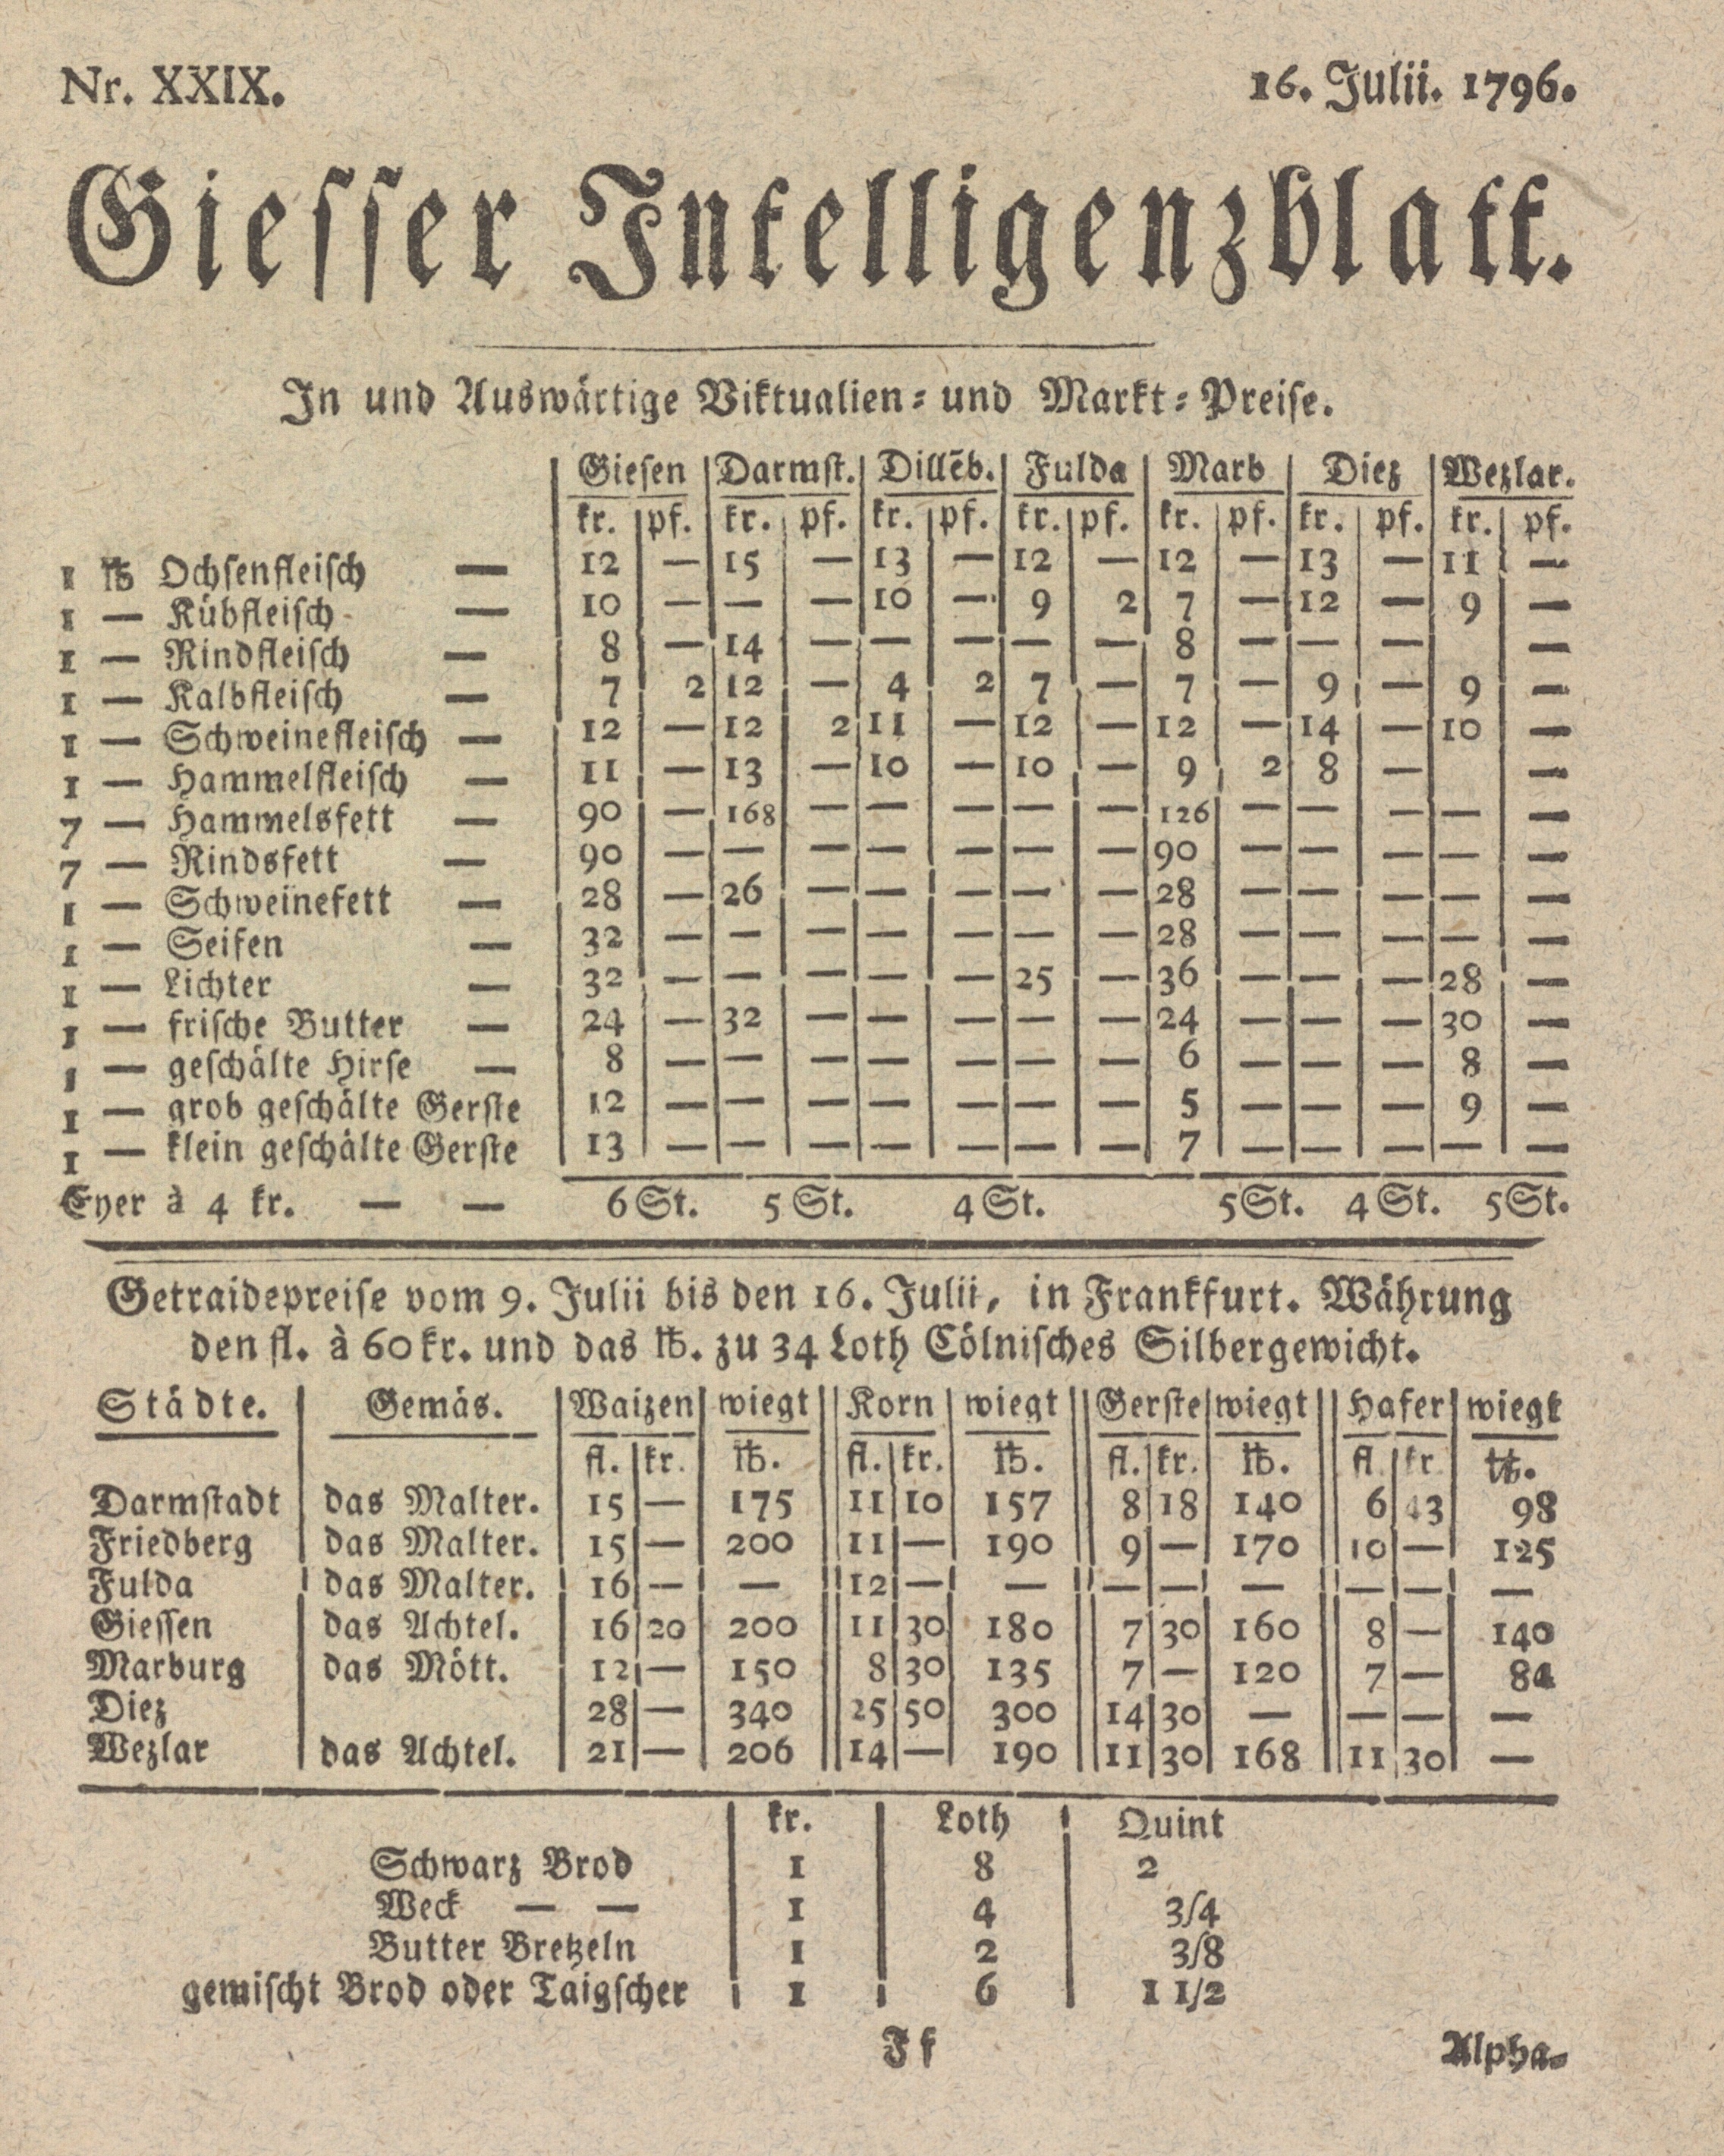 Nr. XXIX. 16. Julii. 1796.
Giesser Intelligenzblatt.
In und Auswärtige Viktualien- und Markt-Preise.
Giesen Darmst. Dillēb. Fulda Marb Diez Wezlar.
kr. pf. kr. pf. kr. pf. kr. pf. kr. pf. kr. pf. kr. pf.
1 ℔ Ochsenfleisch — 12 — 15 — 13 — 12 — 12 — 13 — 11 —
1 — Kühfleisch — 10 — — — 10 — 9 2 7 — 12 — 9 —
1 — Rindfleisch — 8 — 14 — — — — — 8 — — — —
1 — Kalbfleisch — 7 2 12 — 4 2 7 — 7 — 9 — 9 —
1 — Schweinefleisch — 12 — 12 2 11 — 12 — 12 — 14 — 10 —
1 — Hammelfleisch — 11 — 13 — 10 — 10 — 9 2 8 — —
7 — Hammelsfett — 90 — 168 — — — — — 126 — — — — —
7 — Rindsfett — 90 — — — — — — — 90 — — — — —
1 — Schweinefett — 28 — 26 — — — — — 28 — — — — —
1 — Seifen — 32 — — — — — — — 28 — — — — —
1 — Lichter — 32 — — — — — 25 — 36 — — — 28 —
1 — frische Butter — 24 — 32 — — — — — 24 — — — 30 —
1 — geschälte Hirse — 8 — — — — — — — 6 — — — 8 —
1 — grob geschälte Gerste 12 — — — — — — — 5 — — — 9 —
1 — klein geschälte Gerste 13 — — — — — — — 7 — — — — —
Eyer à 4 kr. — — 6 St. 5 St. 4 St. 5 St. 4 St. 5 St.
Getraidepreise vom 9. Julii bis den 16. Julii, in Frankfurt. Währung
den fl. à 60 kr. und das ℔. zu 34 Loth Cölnisches Silbergewicht.
Städte. Gemäs. Waizen wiegt Korn wiegt Gerste wiegt Hafer wiegt
fl. kr. ℔. fl. kr. ℔. fl. kr. ℔. fl kr ℔.
Darmstadt das Malter. 15 — 175 11 10 157 8 18 140 6 43 98
Friedberg das Malter. 15 — 200 11 — 190 9 — 170 10 — 125
Fulda das Malter. 16 — — 12 — — — — — — — —
Giessen das Achtel. 16 20 200 11 30 180 7 30 160 8 — 140
Marburg das Mött. 12 — 150 8 30 135 7 — 120 7 — 84
Diez 28 — 340 25 50 300 14 30 — — — —
Wezlar das Achtel. 21 — 206 14 — 190 11 30 168 11 30 —
kr. Loth Quint
Schwarz Brod 1 8 2
Weck — — 1 4 3/4
Butter Bretzeln 1 2 3/8
gemischt Brod oder Taigscher 1 6 1 1/2
Ff Alpha-